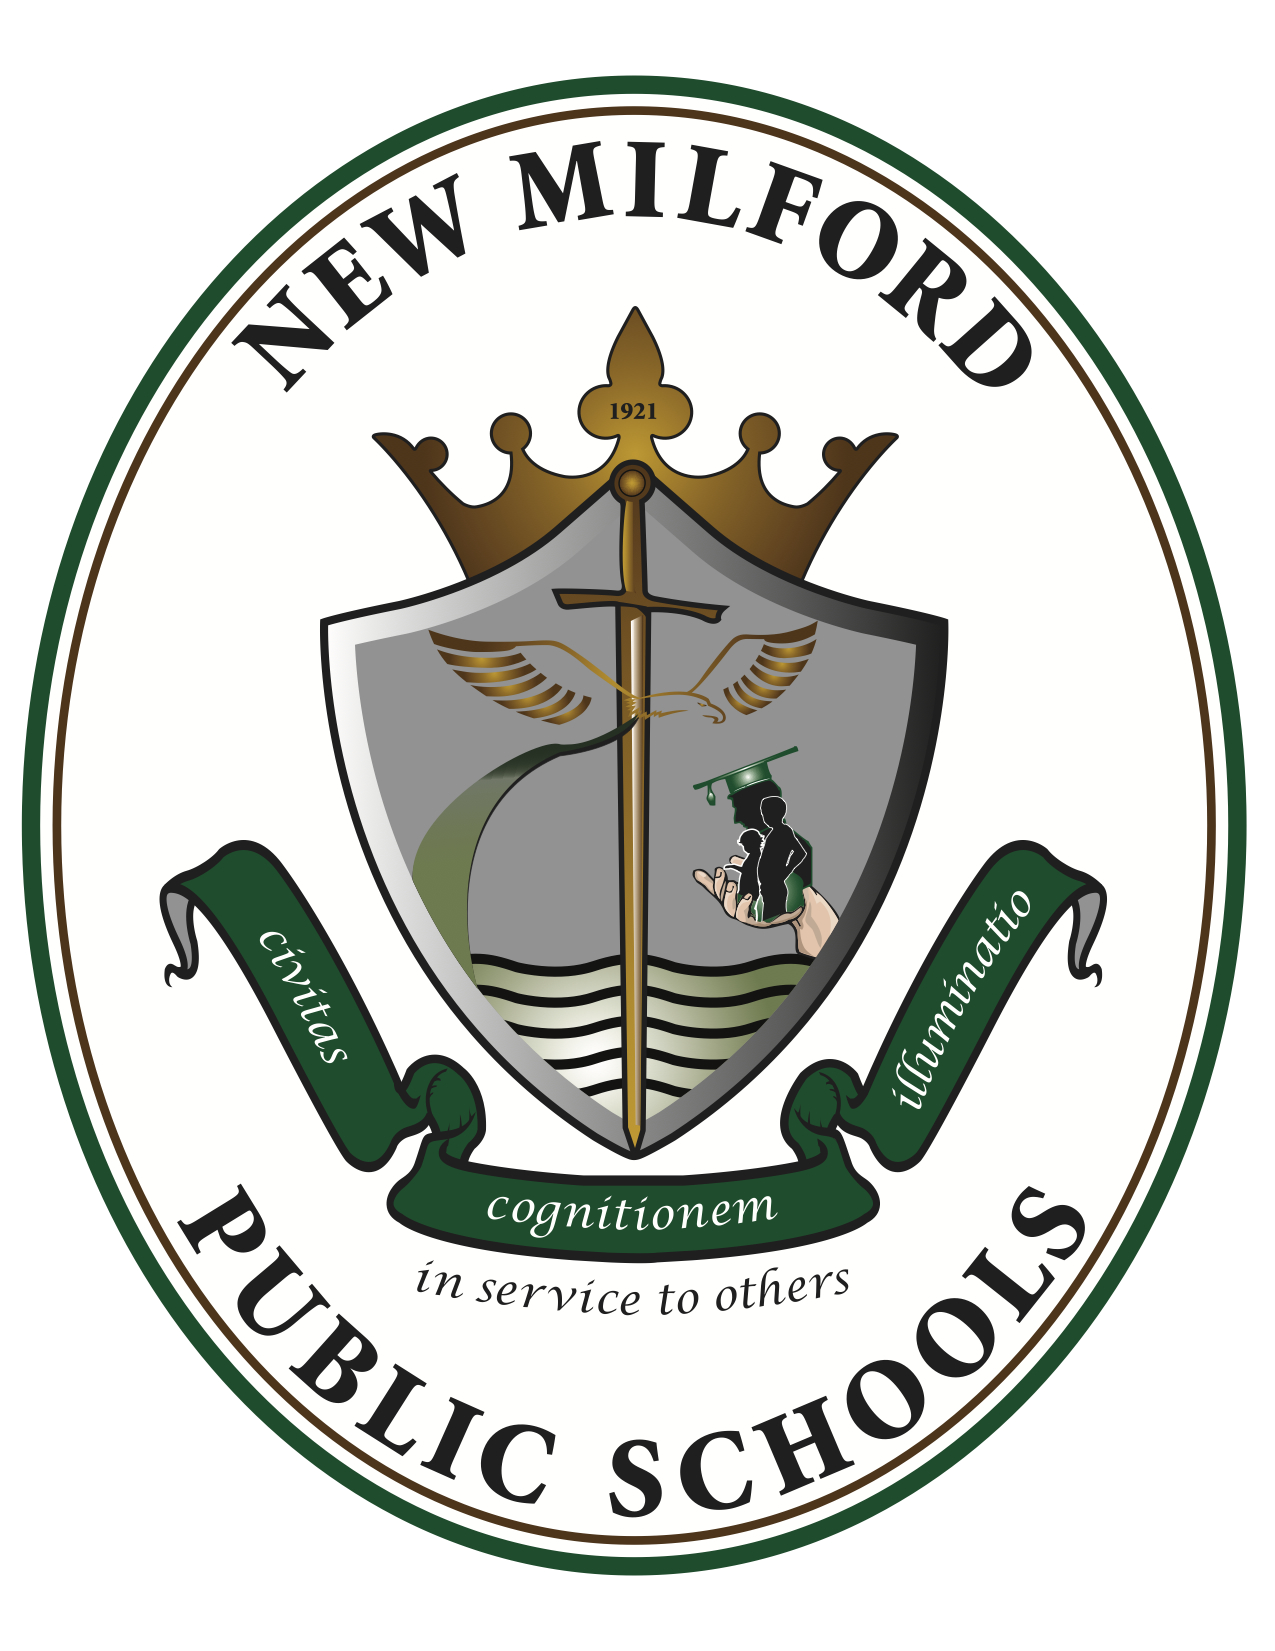 NEW MILFORD
1921
civitas
cognitionem
illuminatio
in service to others
PUBLIC SCHOOLS